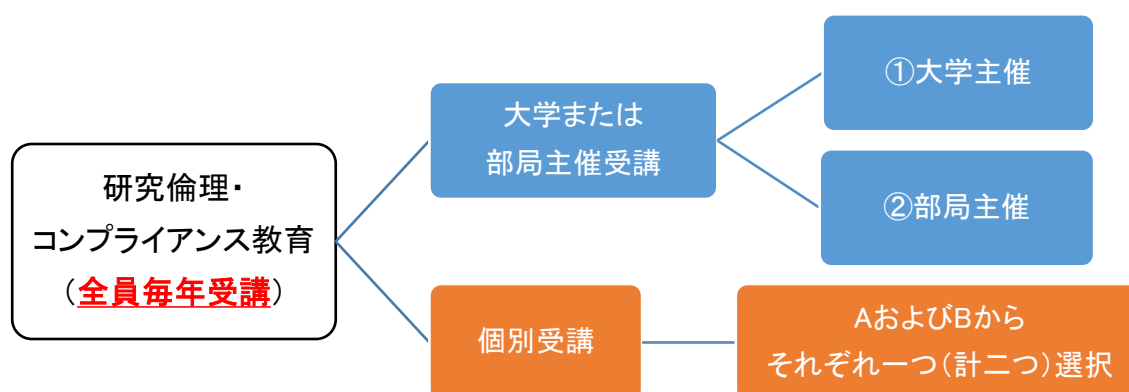 研究倫理・
コンプライアンス教育
(全員毎年受講)
大学または
部局主催受講
①大学主催
②部局主催
個別受講
AおよびBから
それぞれ一つ(計二つ)選択